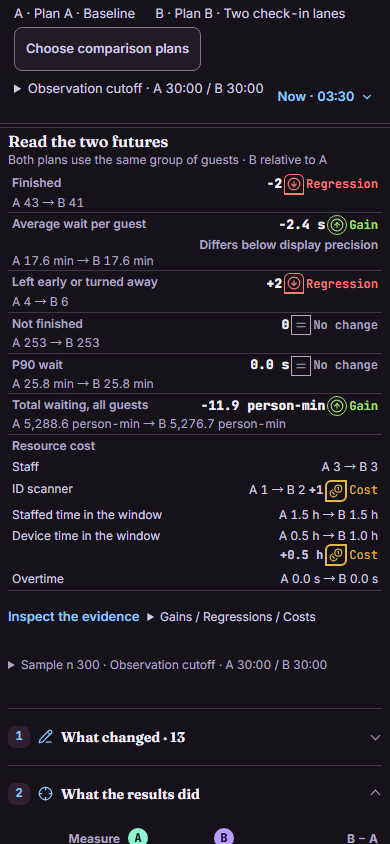 A · Plan A · Baseline B · Plan B · Two check-in lanes
Choose comparison plans
Observation cutoff · A 30:00 / B 30:00
Now · 03:30
Read the two futures
Both plans use the same group of guests · B relative to A
Finished -2 Regression
A 43 → B 41
Average wait per guest -2.4 s Gain
Differs below display precision
A 17.6 min → B 17.6 min
Left early or turned away +2 Regression
A 4 → B 6
Not finished 0 No change
A 253 → B 253
P90 wait 0.0 s No change
A 25.8 min → B 25.8 min
Total waiting, all guests -11.9 person-min Gain
A 5,288.6 person-min → B 5,276.7 person-min
Resource cost
Staff A 3 → B 3
ID scanner A 1 → B 2 +1 Cost
Staffed time in the window A 1.5 h → B 1.5 h
Device time in the window A 0.5 h → B 1.0 h
+0.5 h Cost
Overtime A 0.0 s → B 0.0 s
Inspect the evidence Gains / Regressions / Costs
Sample n 300 · Observation cutoff · A 30:00 / B 30:00
1 What changed · 13
2 What the results did
Measure A B B − A